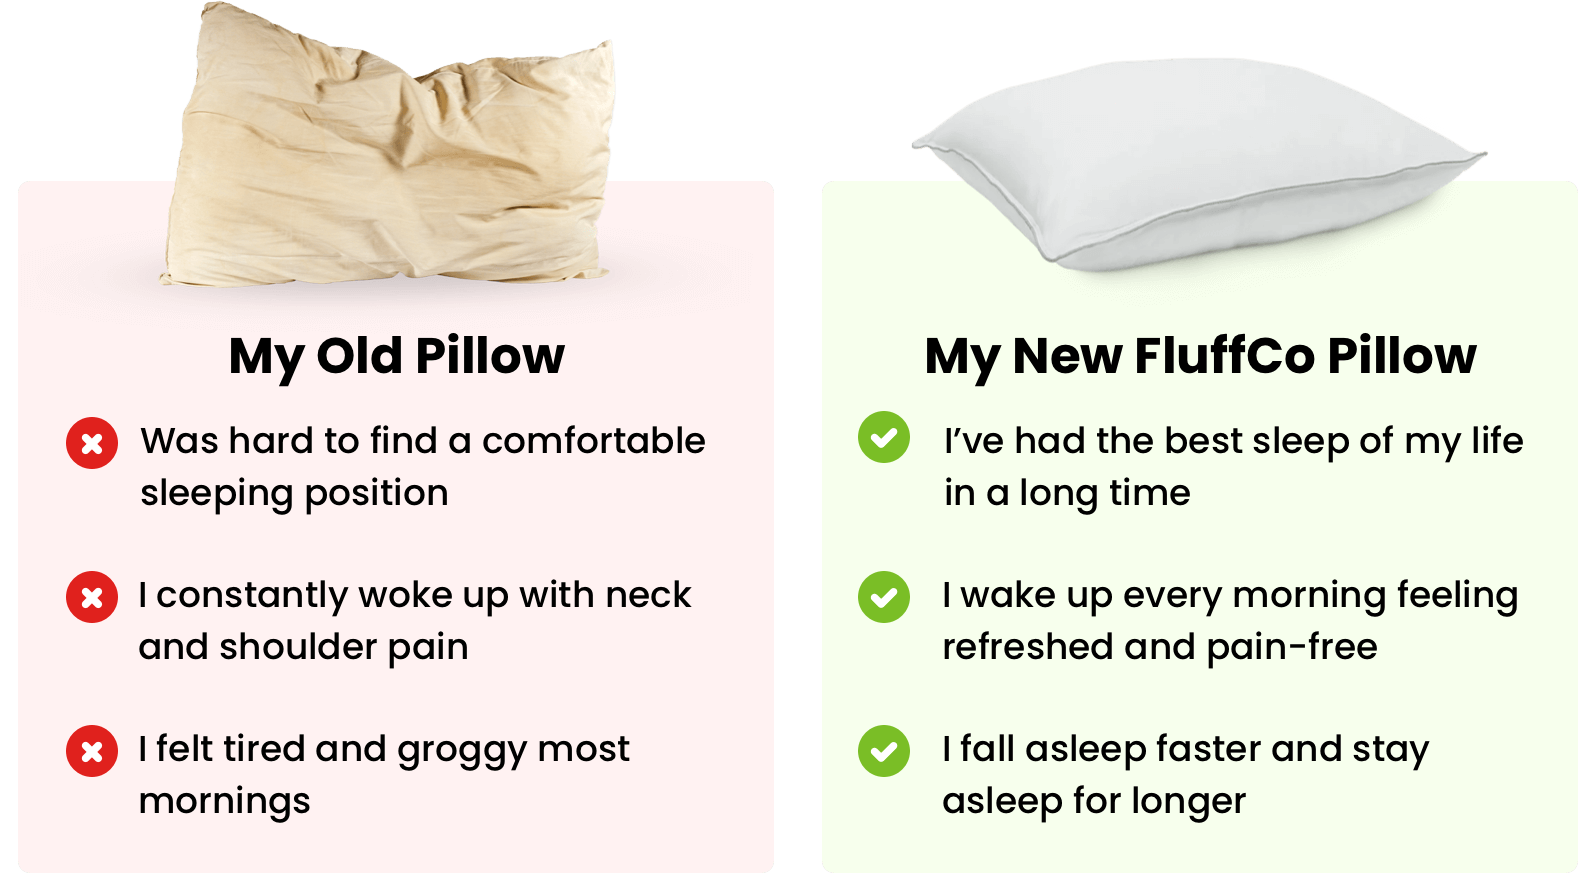 My Old Pillow
Was hard to find a comfortable
sleeping position
I constantly woke up with neck
and shoulder pain
I felt tired and groggy most
mornings
My New FluffCo Pillow
I’ve had the best sleep of my life
in a long time
I wake up every morning feeling
refreshed and pain-free
I fall asleep faster and stay
asleep for longer